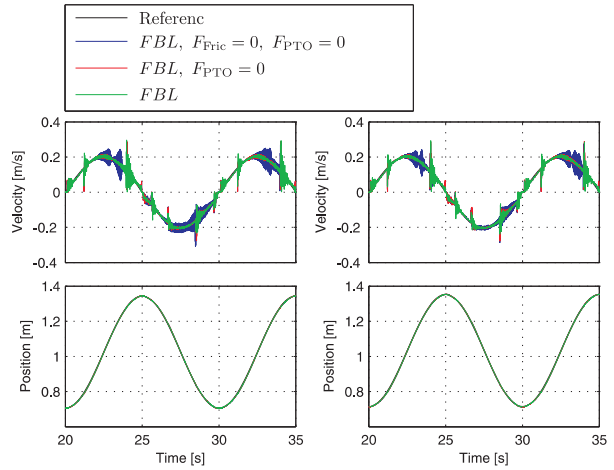 Referenc
FBL, F_Fric = 0, F_PTO = 0
FBL, F_PTO = 0
FBL
0.4
0.2
0
-0.2
-0.4
Velocity [m/s]
0.4
0.2
0
-0.2
-0.4
Velocity [m/s]
1.4
1.2
1
0.8
Position [m]
20 25 30 35
Time [s]
1.4
1.2
1
0.8
Position [m]
20 25 30 35
Time [s]